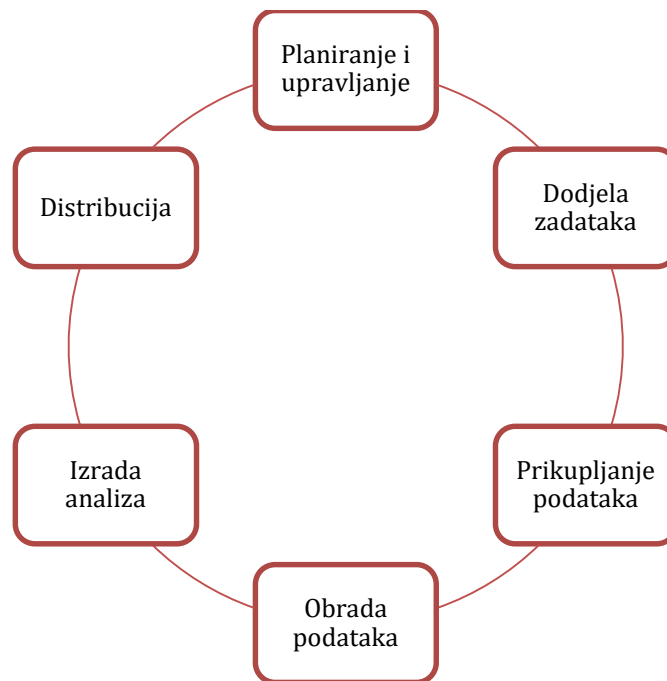 Planiranje i
upravljanje
Dodjela
zadataka
Prikupljanje
podataka
Obrada
podataka
Izrada
analiza
Distribucija